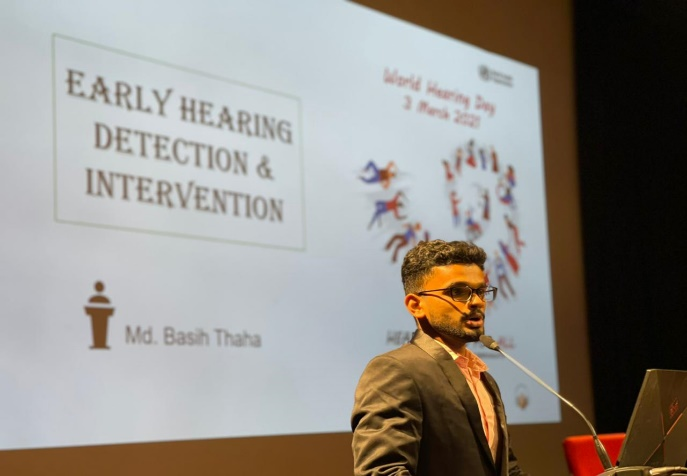 EARLY HEARING
DETECTION &
INTERVENTION
Md. Basih Thaha
World Hearing Day
3 March 2021